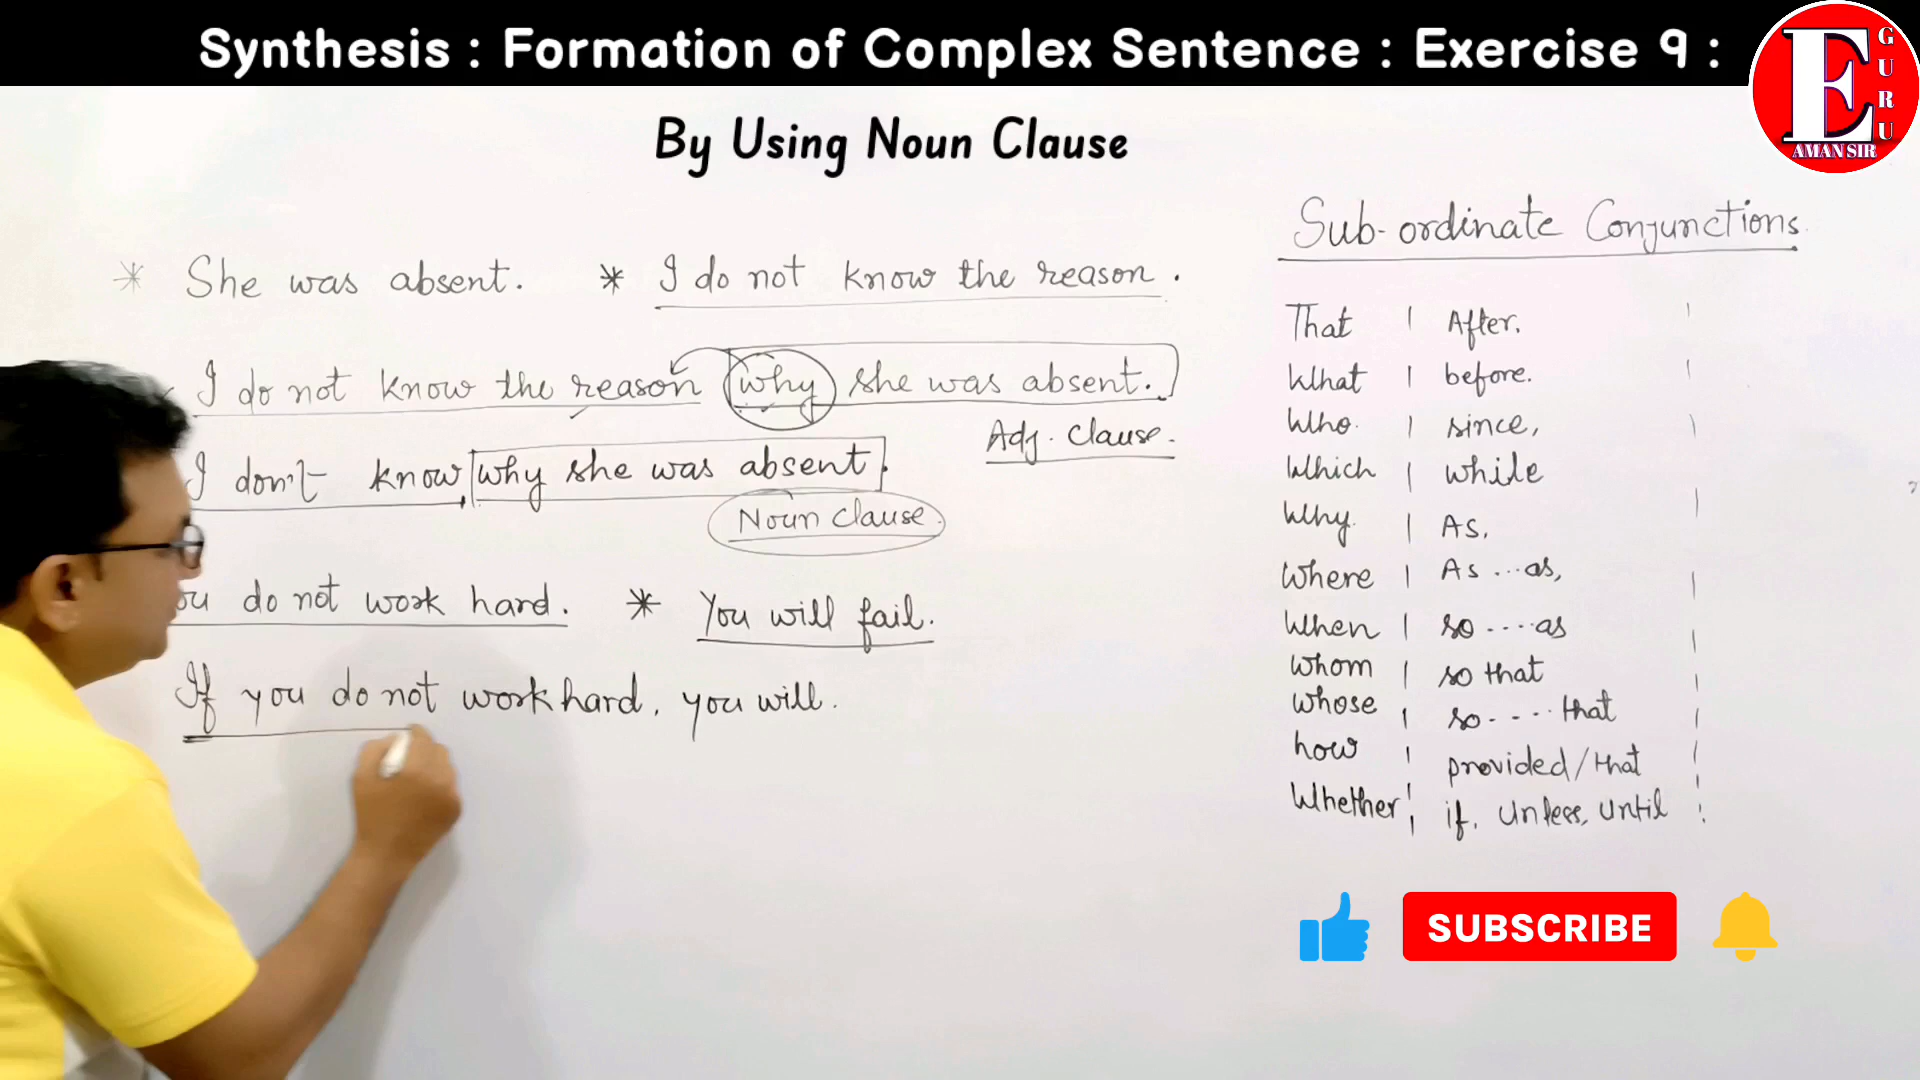 Synthesis : Formation of Complex Sentence : Exercise 9 :
E GURU
AMAN SIR
By Using Noun Clause
* She was absent. * I do not know the reason.
I do not know the reason why she was absent.
Adj. Clause.
I don't know why she was absent.
Noun Clause.
ou do not work hard. * You will fail.
If you do not work hard, you will.
Sub-ordinate Conjunctions
That | After.
What | before.
Who. | since,
Which | while
Why. | As,
Where | As...as,
When | so....as
whom | so that
whose | so....that
how | provided/that
Whether | if, Unless, Until
SUBSCRIBE